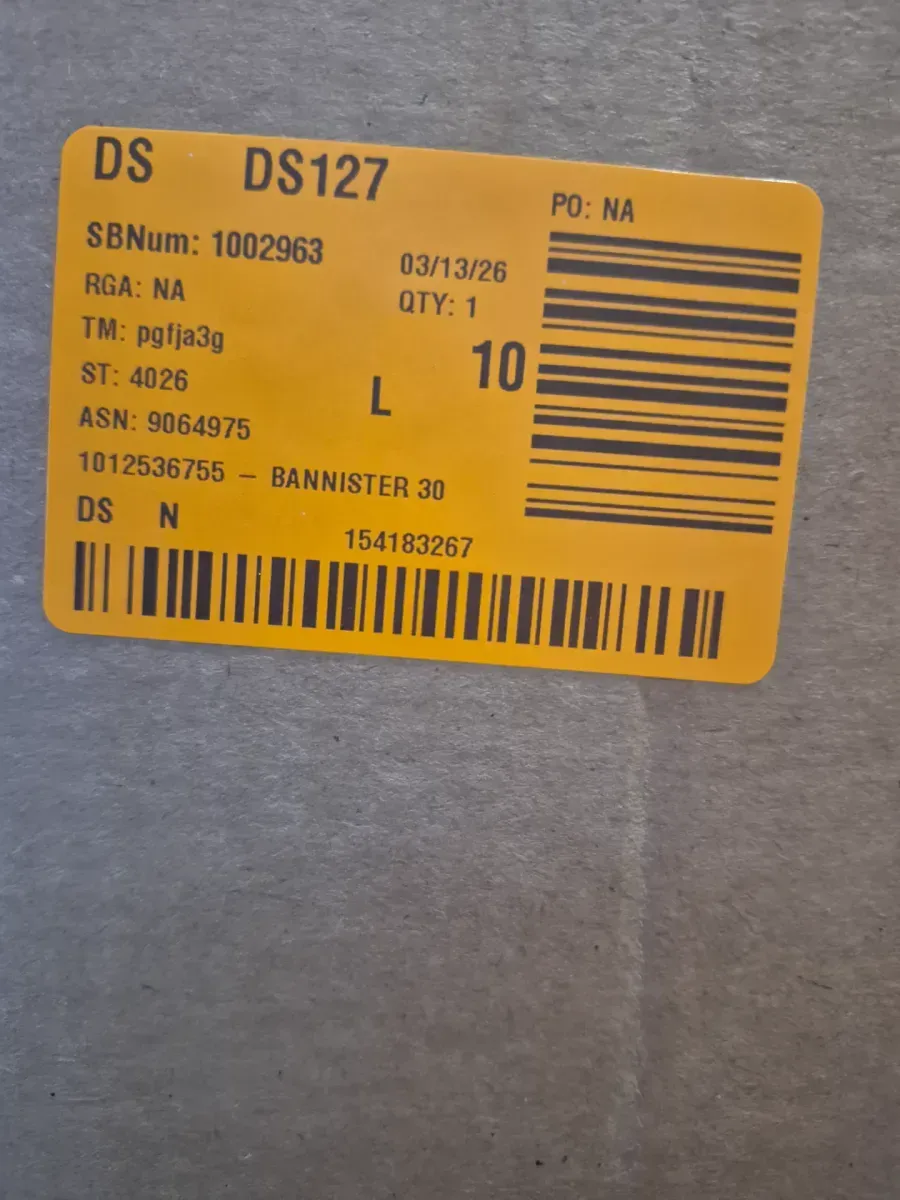 DS DS127
PO: NA
SBNum: 1002963
03/13/26
RGA: NA
QTY: 1
TM: pgfja3g
10
ST: 4026
L
ASN: 9064975
1012536755 – BANNISTER 30
DS N
154183267